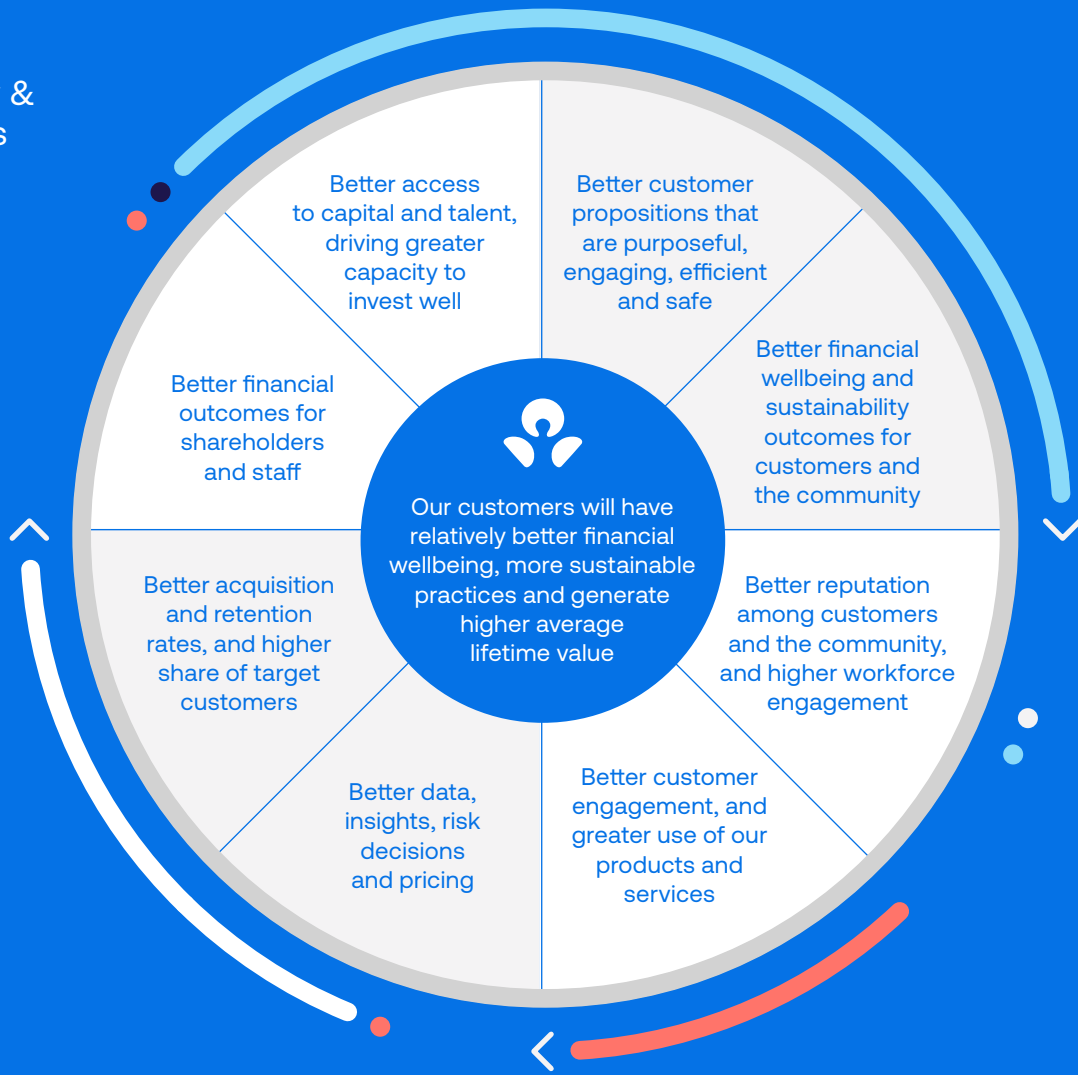 &
s
Better access
to capital and talent,
driving greater
capacity to
invest well
Better customer
propositions that
are purposeful,
engaging, efficient
and safe
Better financial
wellbeing and
sustainability
outcomes for
customers and
the community
Better reputation
among customers
and the community,
and higher workforce
engagement
Better customer
engagement, and
greater use of our
products and
services
Better data,
insights, risk
decisions
and pricing
Better acquisition
and retention
rates, and higher
share of target
customers
Better financial
outcomes for
shareholders
and staff
Our customers will have
relatively better financial
wellbeing, more sustainable
practices and generate
higher average
lifetime value